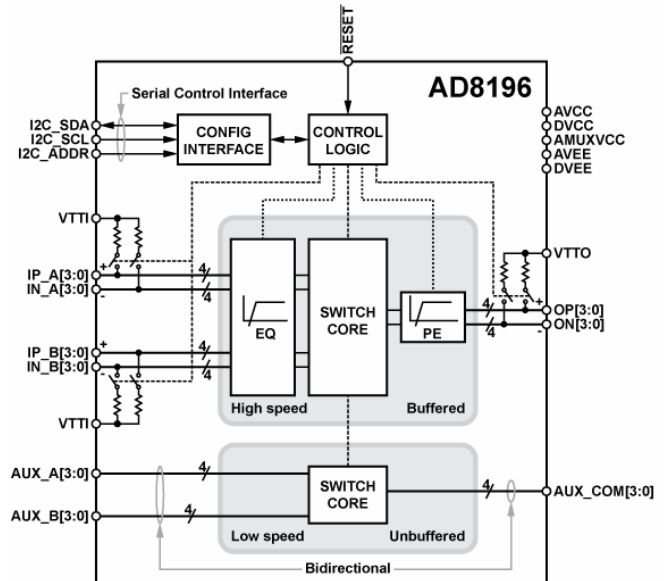 RESET
AD8196
Serial Control Interface
I2C_SDA
I2C_SCL
I2C_ADDR
CONFIG
INTERFACE
CONTROL
LOGIC
AVCC
DVCC
AMUXVCC
AVEE
DVEE
VTTI
+
IP_A[3:0]
4
IN_A[3:0]
4
-
VTTO
+
OP[3:0]
4
ON[3:0]
4
-
EQ
SWITCH
CORE
PE
+
IP_B[3:0]
4
IN_B[3:0]
4
-
VTTI
High speed
Buffered
AUX_A[3:0]
4
AUX_B[3:0]
4
SWITCH
CORE
4
AUX_COM[3:0]
Low speed
Unbuffered
Bidirectional